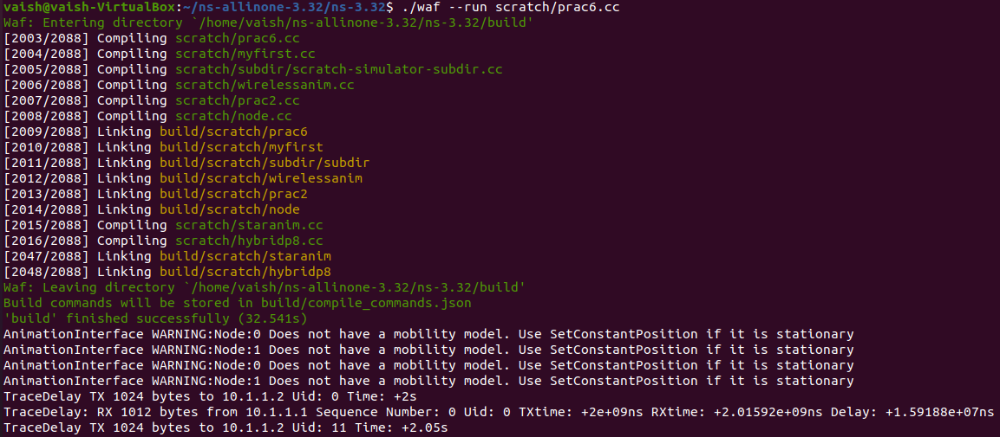 vaish@vaish-VirtualBox:~/ns-allinone-3.32/ns-3.32$ ./waf --run scratch/prac6.cc
Waf: Entering directory `/home/vaish/ns-allinone-3.32/ns-3.32/build'
[2003/2088] Compiling scratch/prac6.cc
[2004/2088] Compiling scratch/myfirst.cc
[2005/2088] Compiling scratch/subdir/scratch-simulator-subdir.cc
[2006/2088] Compiling scratch/wirelessanim.cc
[2007/2088] Compiling scratch/prac2.cc
[2008/2088] Compiling scratch/node.cc
[2009/2088] Linking build/scratch/prac6
[2010/2088] Linking build/scratch/myfirst
[2011/2088] Linking build/scratch/subdir/subdir
[2012/2088] Linking build/scratch/wirelessanim
[2013/2088] Linking build/scratch/prac2
[2014/2088] Linking build/scratch/node
[2015/2088] Compiling scratch/staranim.cc
[2016/2088] Compiling scratch/hybridp8.cc
[2047/2088] Linking build/scratch/staranim
[2048/2088] Linking build/scratch/hybridp8
Waf: Leaving directory `/home/vaish/ns-allinone-3.32/ns-3.32/build'
Build commands will be stored in build/compile_commands.json
'build' finished successfully (32.541s)
AnimationInterface WARNING:Node:0 Does not have a mobility model. Use SetConstantPosition if it is stationary
AnimationInterface WARNING:Node:1 Does not have a mobility model. Use SetConstantPosition if it is stationary
AnimationInterface WARNING:Node:0 Does not have a mobility model. Use SetConstantPosition if it is stationary
AnimationInterface WARNING:Node:1 Does not have a mobility model. Use SetConstantPosition if it is stationary
TraceDelay TX 1024 bytes to 10.1.1.2 Uid: 0 Time: +2s
TraceDelay: RX 1012 bytes from 10.1.1.1 Sequence Number: 0 Uid: 0 TXtime: +2e+09ns RXtime: +2.01592e+09ns Delay: +1.59188e+07ns
TraceDelay TX 1024 bytes to 10.1.1.2 Uid: 11 Time: +2.05s